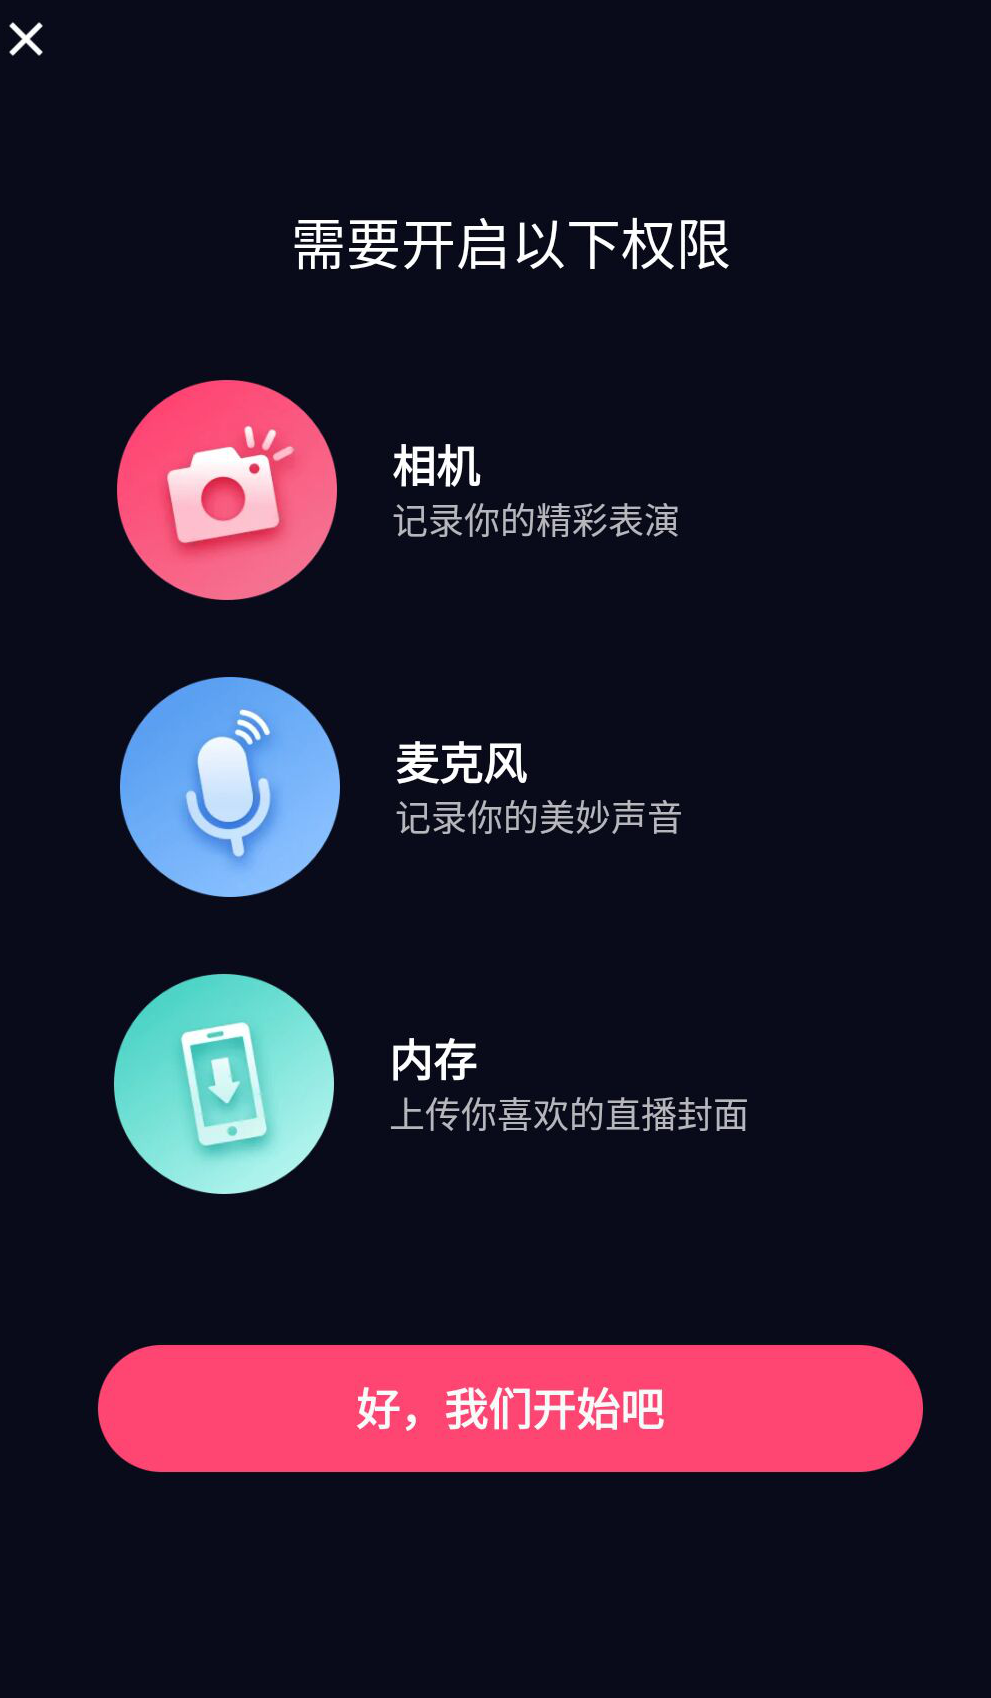 需要开启以下权限
相机
记录你的精彩表演
麦克风
记录你的美妙声音
内存
上传你喜欢的直播封面
好，我们开始吧